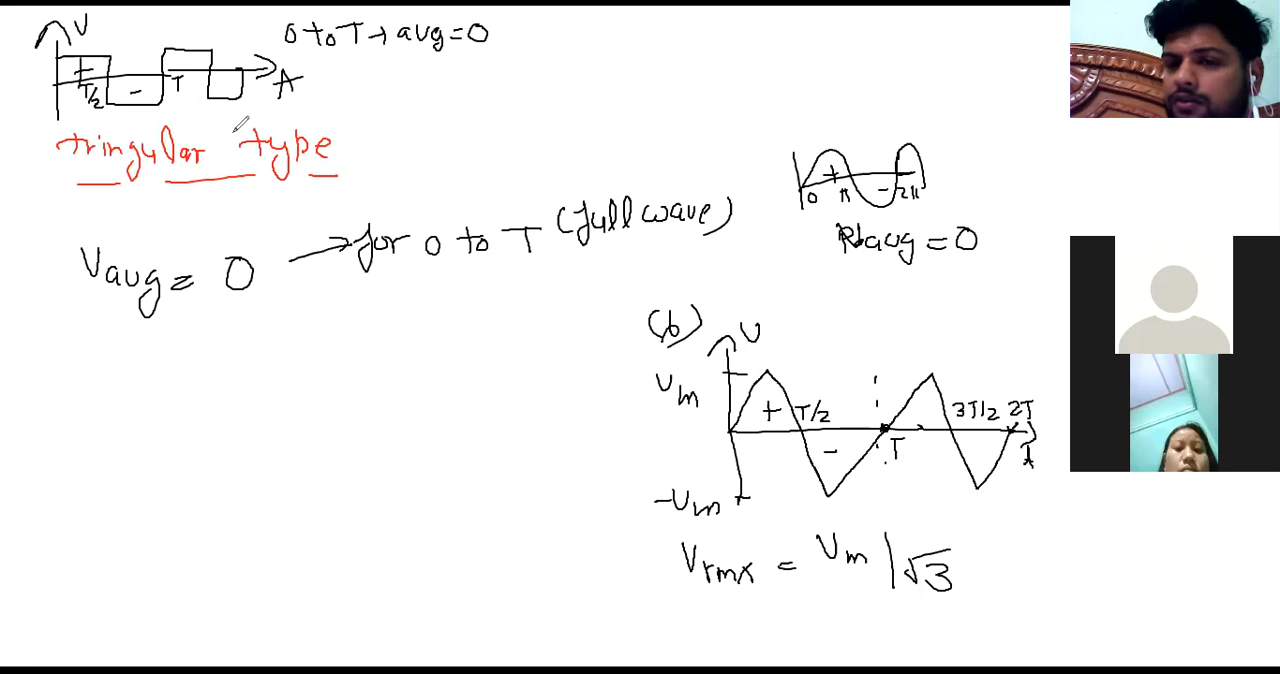 V
0 to T → avg = 0
+
T/2
-
T
t
tringular type
Vavg = 0 → for 0 to T (full wave)
+
0
π
-
2π
avg = 0
(b)
V
Vm
+
T/2
3T/2
2T
-
T
t
-Vm
Vrms = Vm/√3